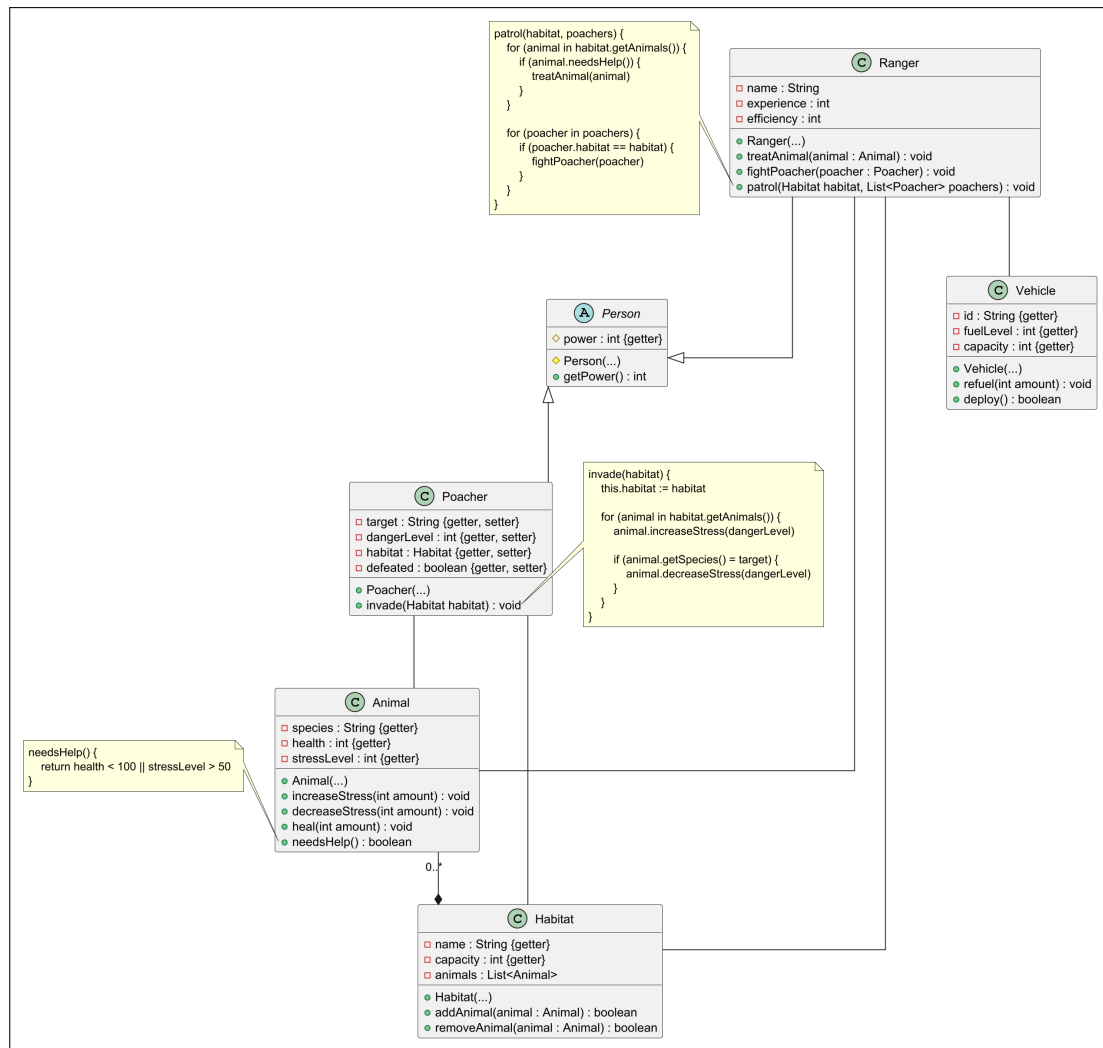 patrol(habitat, poachers) {
for (animal in habitat.getAnimals()) {
if (animal.needsHelp()) {
treatAnimal(animal)
}
}
for (poacher in poachers) {
if (poacher.habitat == habitat) {
fightPoacher(poacher)
}
}
}
C Ranger
name : String
experience : int
efficiency : int
Ranger(...)
treatAnimal(animal : Animal) : void
fightPoacher(poacher : Poacher) : void
patrol(Habitat habitat, List<Poacher> poachers) : void
C Vehicle
id : String {getter}
fuelLevel : int {getter}
capacity : int {getter}
Vehicle(...)
refuel(int amount) : void
deploy() : boolean
A Person
power : int {getter}
Person(...)
getPower() : int
C Poacher
target : String {getter, setter}
dangerLevel : int {getter, setter}
habitat : Habitat {getter, setter}
defeated : boolean {getter, setter}
Poacher(...)
invade(Habitat habitat) : void
invade(habitat) {
this.habitat := habitat
for (animal in habitat.getAnimals()) {
animal.increaseStress(dangerLevel)
if (animal.getSpecies() = target) {
animal.decreaseStress(dangerLevel)
}
}
}
C Animal
species : String {getter}
health : int {getter}
stressLevel : int {getter}
Animal(...)
increaseStress(int amount) : void
decreaseStress(int amount) : void
heal(int amount) : void
needsHelp() : boolean
needsHelp() {
return health < 100 || stressLevel > 50
}
0..*
C Habitat
name : String {getter}
capacity : int {getter}
animals : List<Animal>
Habitat(...)
addAnimal(animal : Animal) : boolean
removeAnimal(animal : Animal) : boolean